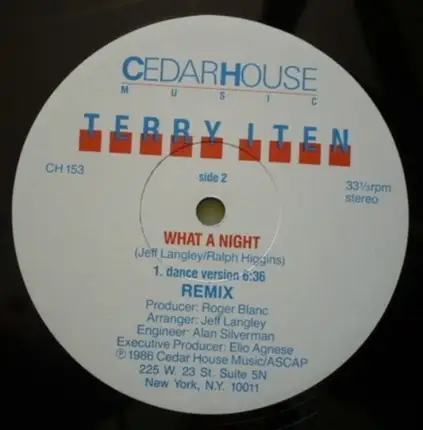 CEDARHOUSE
MUSIC
TERRY ITEN
CH 153
side 2
33⅓rpm
stereo
WHAT A NIGHT
(Jeff Langley/Ralph Higgins)
1. dance version 6:36
REMIX
Producer: Roger Blanc
Arranger: Jeff Langley
Engineer: Alan Silverman
Executive Producer: Elio Agnese
Ⓟ1986 Cedar House Music/ASCAP
225 W. 23 St. Suite 5N
New York, N.Y. 10011